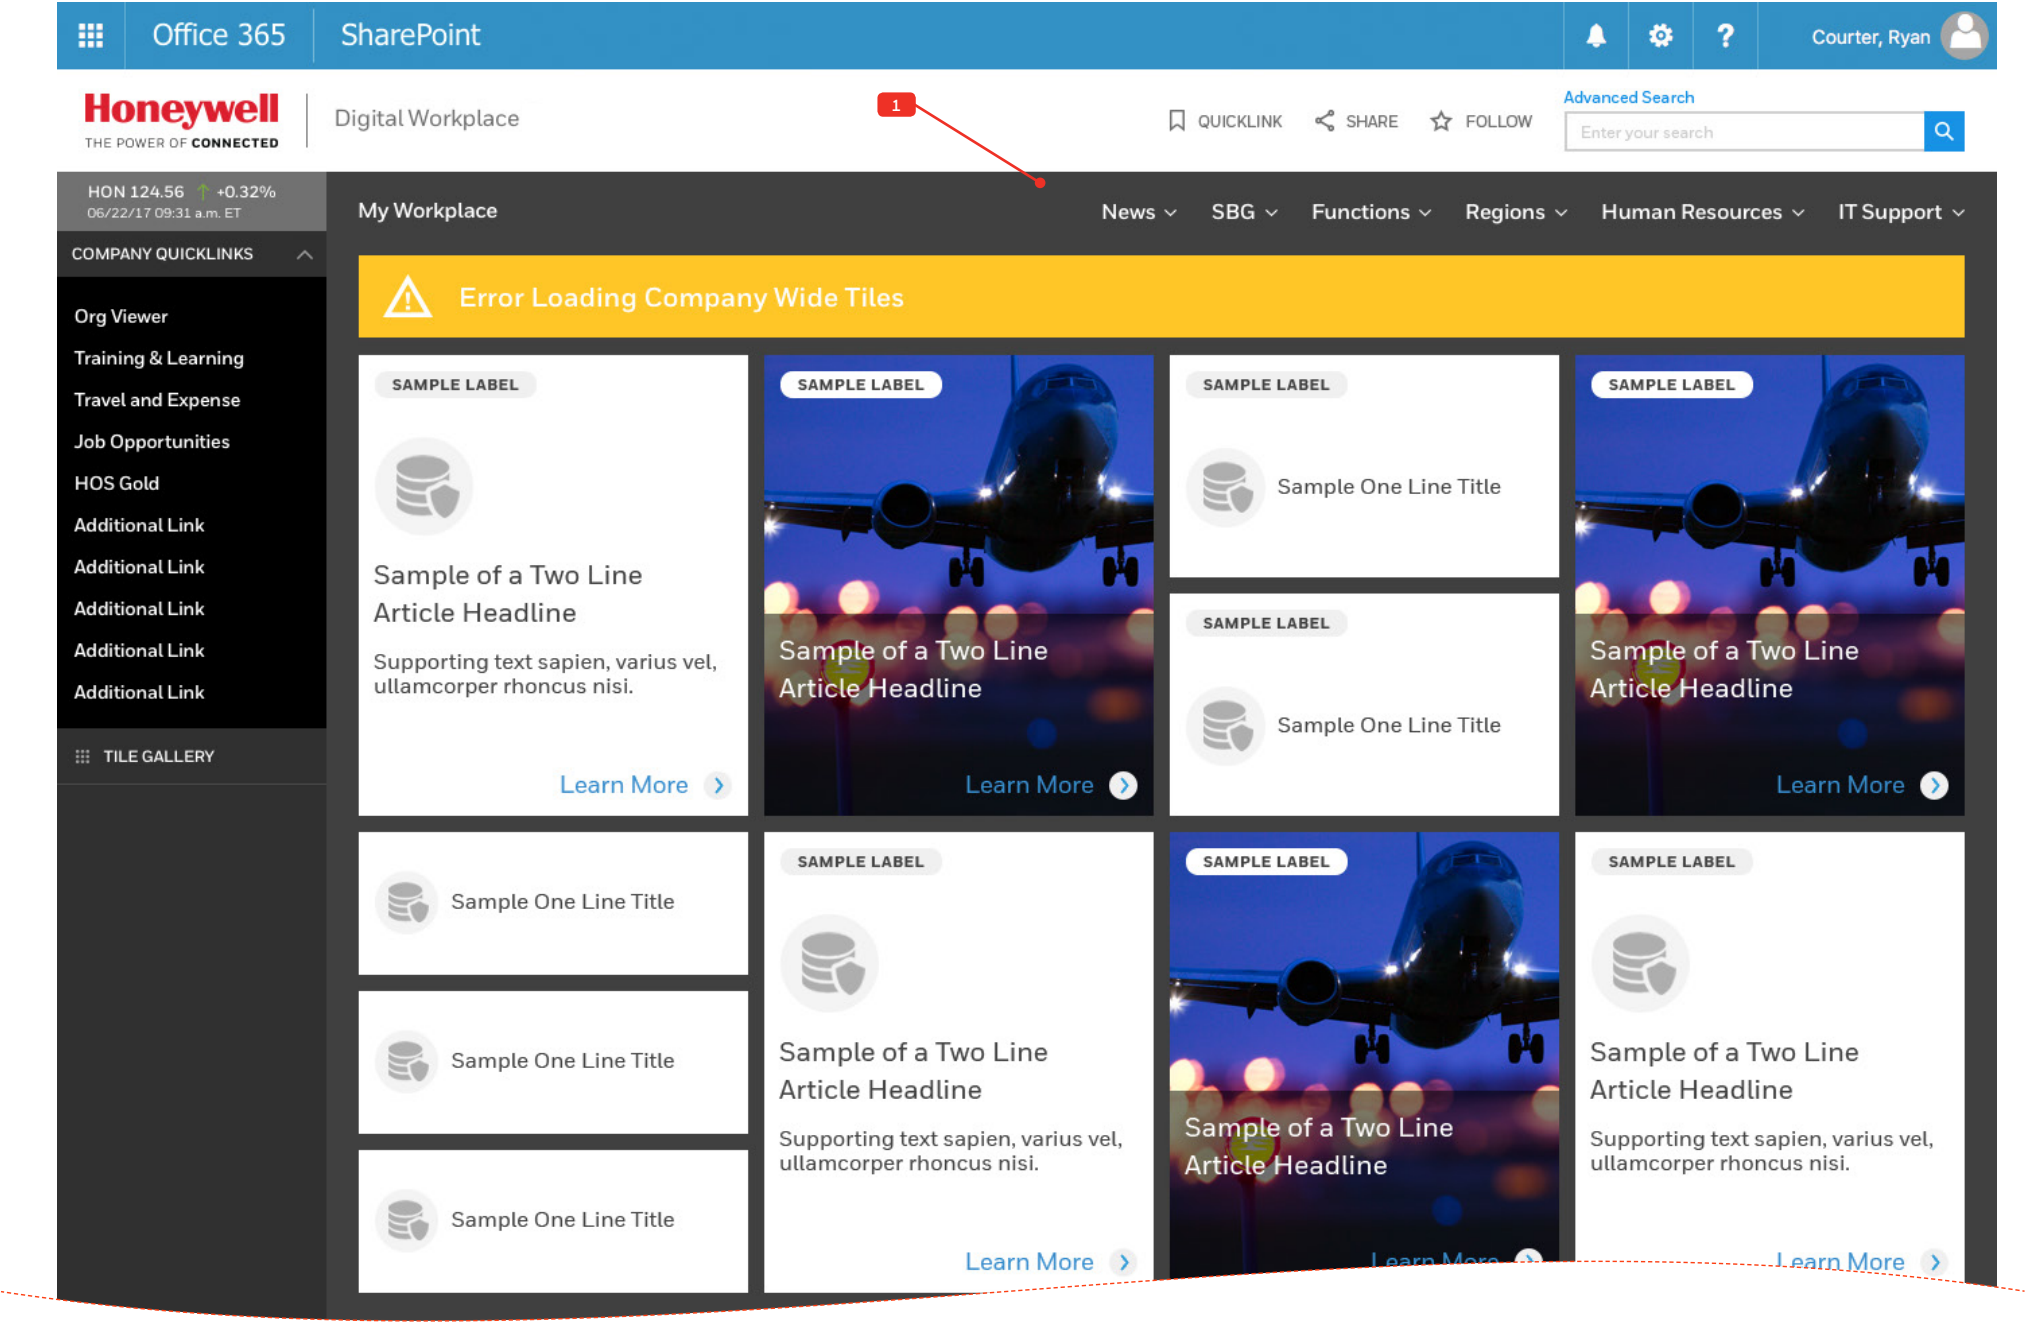 Office 365
SharePoint
?
Courter, Ryan
Honeywell
THE POWER OF CONNECTED
Digital Workplace
1
QUICKLINK
SHARE
FOLLOW
Advanced Search
Enter your search
HON 124.56 ↑ +0.32%
06/22/17 09:31 a.m. ET
COMPANY QUICKLINKS
Org Viewer
Training & Learning
Travel and Expense
Job Opportunities
HOS Gold
Additional Link
Additional Link
Additional Link
Additional Link
Additional Link
TILE GALLERY
My Workplace
News
SBG
Functions
Regions
Human Resources
IT Support
Error Loading Company Wide Tiles
SAMPLE LABEL
Sample of a Two Line
Article Headline
Supporting text sapien, varius vel,
ullamcorper rhoncus nisi.
Learn More
SAMPLE LABEL
Sample of a Two Line
Article Headline
Learn More
SAMPLE LABEL
Sample One Line Title
SAMPLE LABEL
Sample One Line Title
SAMPLE LABEL
Sample of a Two Line
Article Headline
Learn More
Sample One Line Title
Sample One Line Title
Sample One Line Title
SAMPLE LABEL
Sample of a Two Line
Article Headline
Supporting text sapien, varius vel,
ullamcorper rhoncus nisi.
Learn More
SAMPLE LABEL
Sample of a Two Line
Article Headline
Learn More
SAMPLE LABEL
Sample of a Two Line
Article Headline
Supporting text sapien, varius vel,
ullamcorper rhoncus nisi.
Learn More